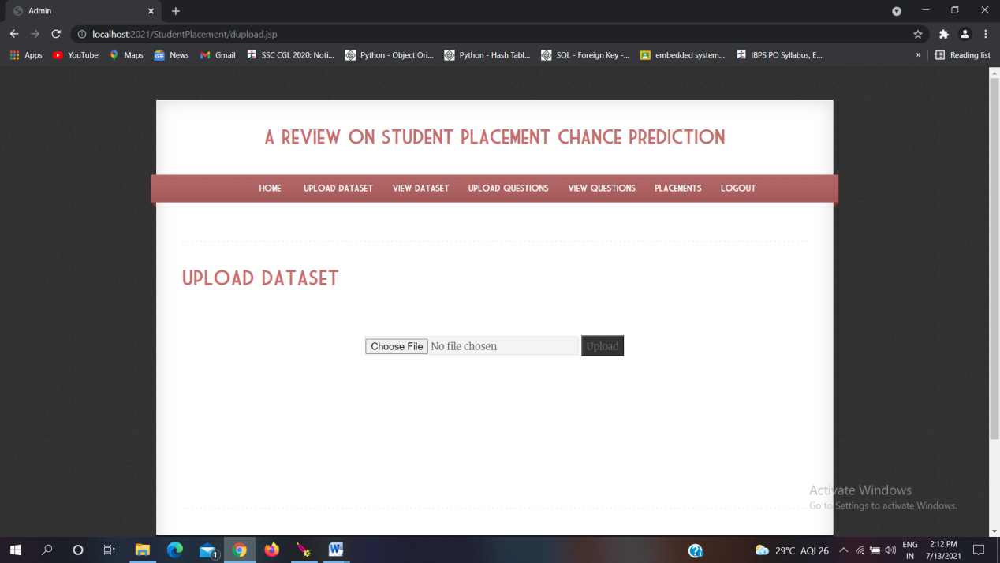 Admin
localhost:2021/StudentPlacement/dupload.jsp
Apps YouTube Maps News Gmail SSC CGL 2020: Noti... Python - Object Ori... Python - Hash Tabl... SQL - Foreign Key -... embedded system... IBPS PO Syllabus, E... » Reading list
A REVIEW ON STUDENT PLACEMENT CHANCE PREDICTION
HOME UPLOAD DATASET VIEW DATASET UPLOAD QUESTIONS VIEW QUESTIONS PLACEMENTS LOGOUT
UPLOAD DATASET
Choose File No file chosen Upload
Activate Windows
Go to Settings to activate Windows.
1 29°C AQI 26 ENG 2:12 PM
IN 7/13/2021